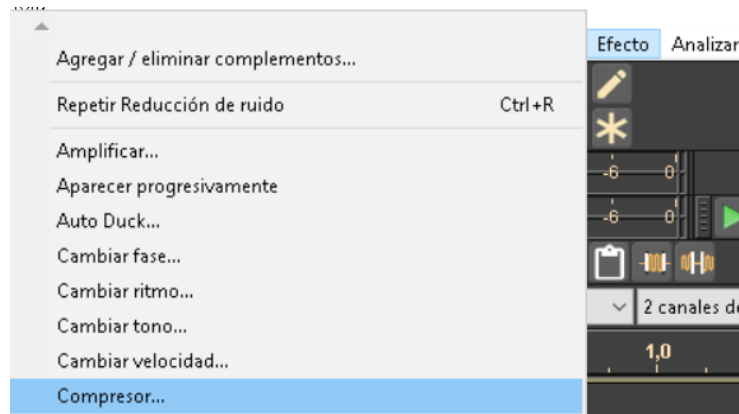 Efecto Analizar
Agregar / eliminar complementos...
Repetir Reducción de ruido Ctrl+R
Amplificar...
Aparecer progresivamente
-6 0
Auto Duck...
-6 0
Cambiar fase...
Cambiar ritmo...
2 canales de
Cambiar tono...
Cambiar velocidad...
1,0
Compresor...